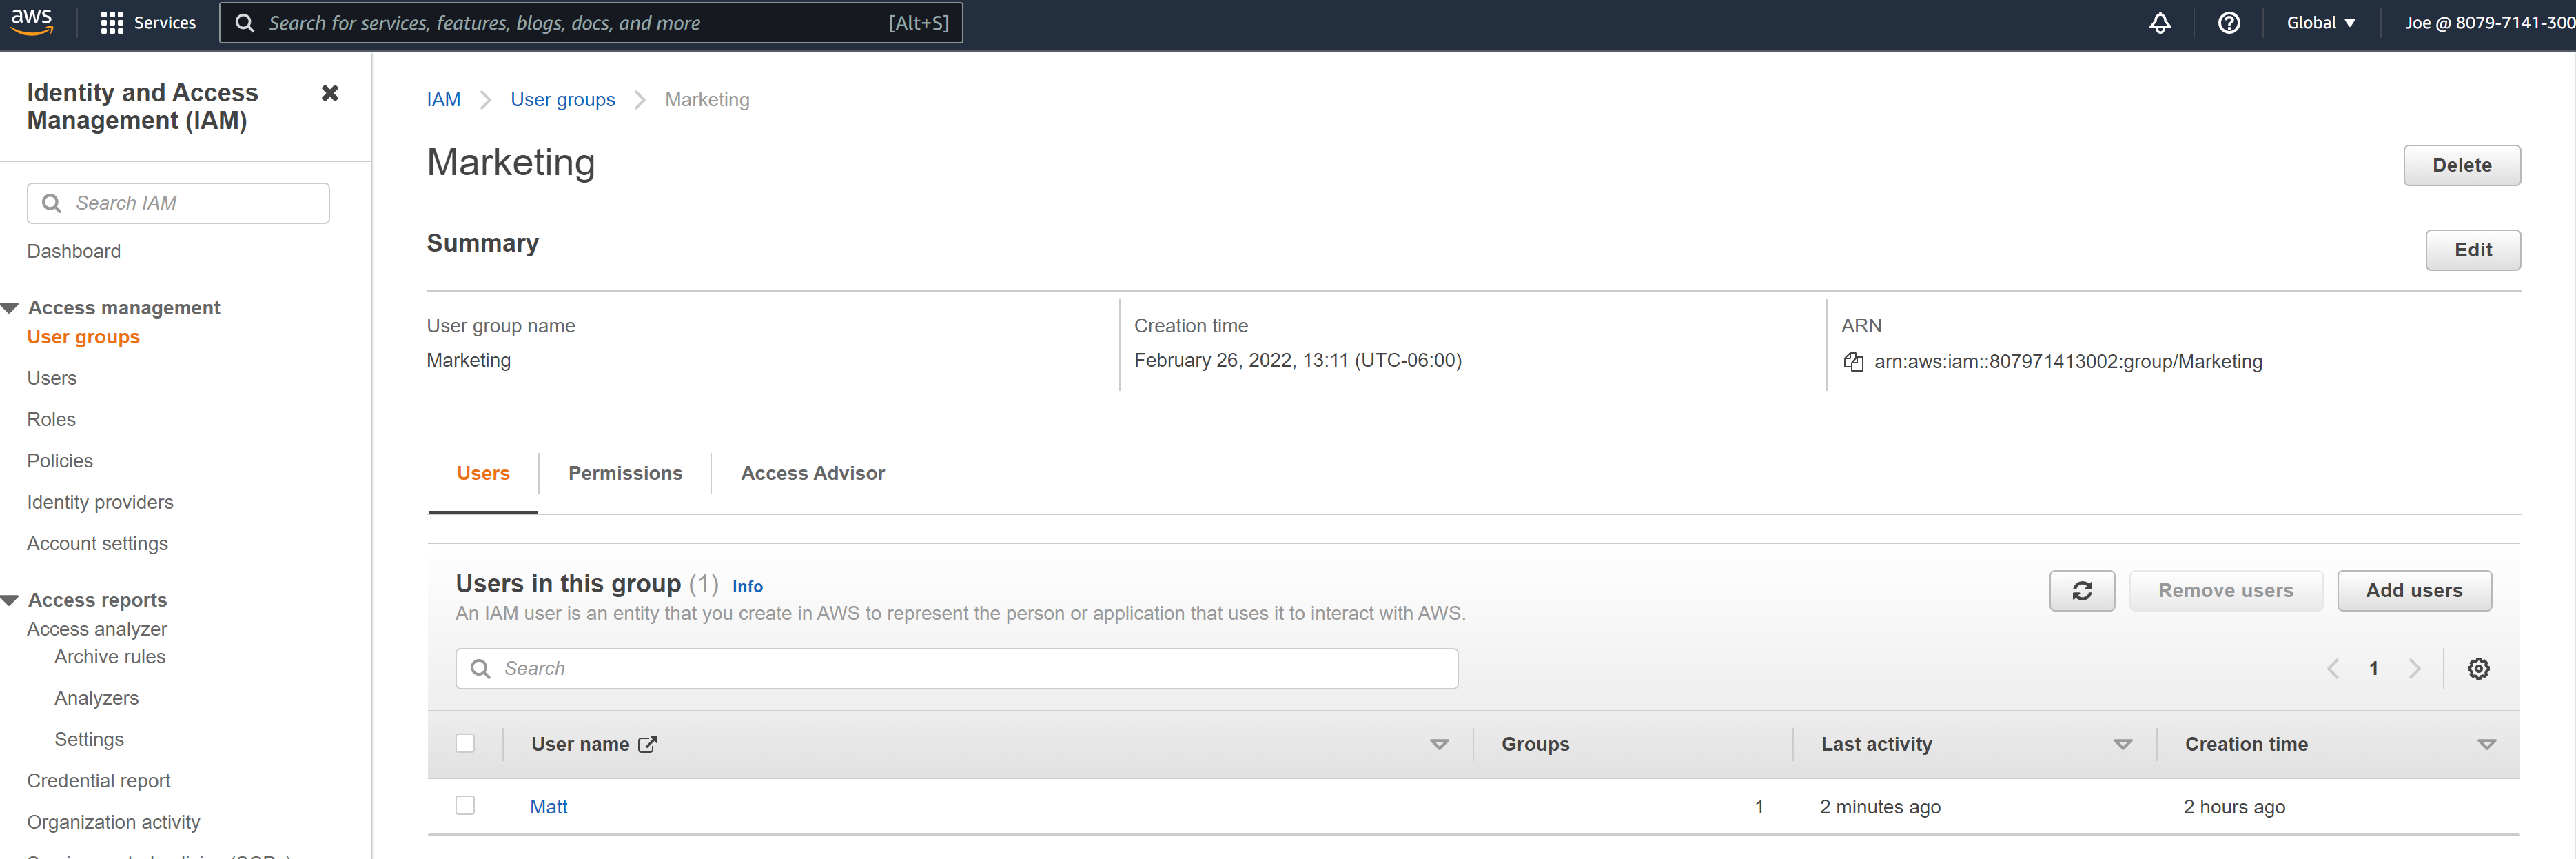 aws
Services
Search for services, features, blogs, docs, and more
[Alt+S]
Global
Joe @ 8079-7141-300
Identity and Access
Management (IAM)
Search IAM
Dashboard
Access management
User groups
Users
Roles
Policies
Identity providers
Account settings
Access reports
Access analyzer
Archive rules
Analyzers
Settings
Credential report
Organization activity
IAM
User groups
Marketing
Marketing
Delete
Summary
Edit
User group name
Marketing
Creation time
February 26, 2022, 13:11 (UTC-06:00)
ARN
arn:aws:iam::807971413002:group/Marketing
Users
Permissions
Access Advisor
Users in this group (1) Info
An IAM user is an entity that you create in AWS to represent the person or application that uses it to interact with AWS.
Remove users
Add users
Search
1
User name
Groups
Last activity
Creation time
Matt
1
2 minutes ago
2 hours ago